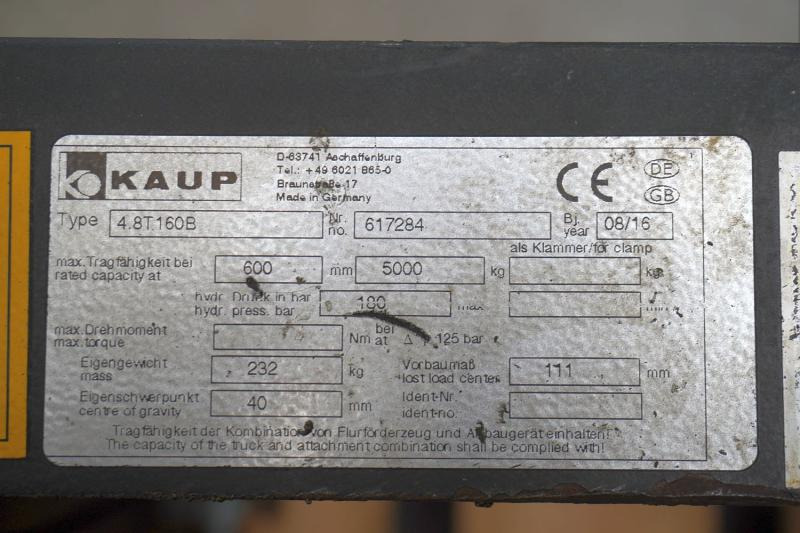 KAUP
D-63741 Aschaffenburg
Tel.: +49 6021 865-0
Braunstraße 17
Made in Germany
CE
DE
GB
Type 4.8T160B Nr. no. 617284 Bj. year 08/16
als Klammer/for clamp
max.Tragfähigkeit bei rated capacity at 600 mm 5000 kg kg
hydr. Druck in bar hydr. press. bar 180 max
max.Drehmoment max.torque Nm bei at Δ 125 bar
Eigengewicht mass 232 kg Vorbaumaß lost load center 111 mm
Eigenschwerpunkt centre of gravity 40 mm Ident-Nr. ident-no.
Tragfähigkeit der Kombination von Flurförderzeug und Anbaugerät einhalten!
The capacity of the truck and attachment combination shall be complied with!